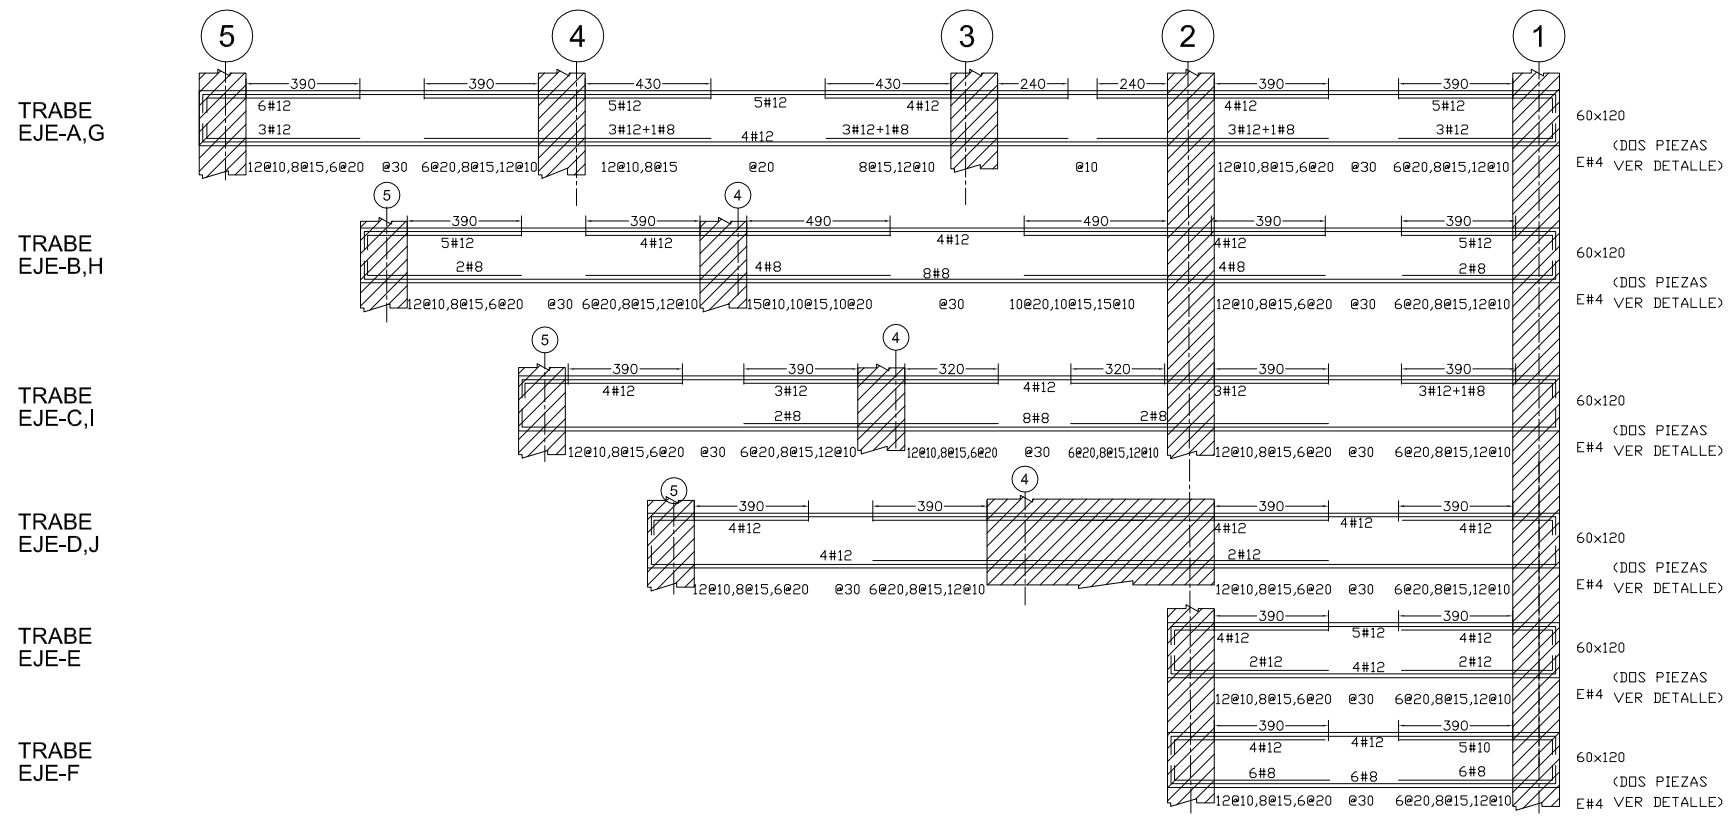 5 4 3 2 1
390 390 430 430 240 240 390 390
TRABE
EJE-A,G
6#12 5#12 5#12 4#12 4#12 5#12
60x120
3#12 3#12+1#8 4#12 3#12+1#8 3#12+1#8 3#12
(DOS PIEZAS
12@10,8@15,6@20 @30 6@20,8@15,12@10 12@10,8@15 @20 8@15,12@10 @10 12@10,8@15,6@20 @30 6@20,8@15,12@10
E#4 VER DETALLE)
5 4
390 390 490 490 390 390
TRABE
EJE-B,H
5#12 4#12 4#12 4#12 5#12
60x120
2#8 4#8 8#8 4#8 2#8
(DOS PIEZAS
12@10,8@15,6@20 @30 6@20,8@15,12@10 15@10,10@15,10@20 @30 10@20,10@15,15@10 12@10,8@15,6@20 @30 6@20,8@15,12@10
E#4 VER DETALLE)
5 4
390 390 320 320 390 390
TRABE
EJE-C,I
4#12 3#12 4#12 3#12 3#12+1#8
60x120
2#8 8#8 2#8
(DOS PIEZAS
12@10,8@15,6@20 @30 6@20,8@15,12@10 12@10,8@15,6@20 @30 6@20,8@15,12@10 12@10,8@15,6@20 @30 6@20,8@15,12@10
E#4 VER DETALLE)
5 4
390 390 390 390
TRABE
EJE-D,J
4#12 4#12 4#12 4#12
60x120
4#12 2#12
(DOS PIEZAS
12@10,8@15,6@20 @30 6@20,8@15,12@10 12@10,8@15,6@20 @30 6@20,8@15,12@10
E#4 VER DETALLE)
390 390
TRABE
EJE-E
4#12 5#12 4#12
60x120
2#12 4#12 2#12
(DOS PIEZAS
12@10,8@15,6@20 @30 6@20,8@15,12@10
E#4 VER DETALLE)
390 390
TRABE
EJE-F
4#12 4#12 5#10
60x120
6#8 6#8 6#8
(DOS PIEZAS
12@10,8@15,6@20 @30 6@20,8@15,12@10
E#4 VER DETALLE)